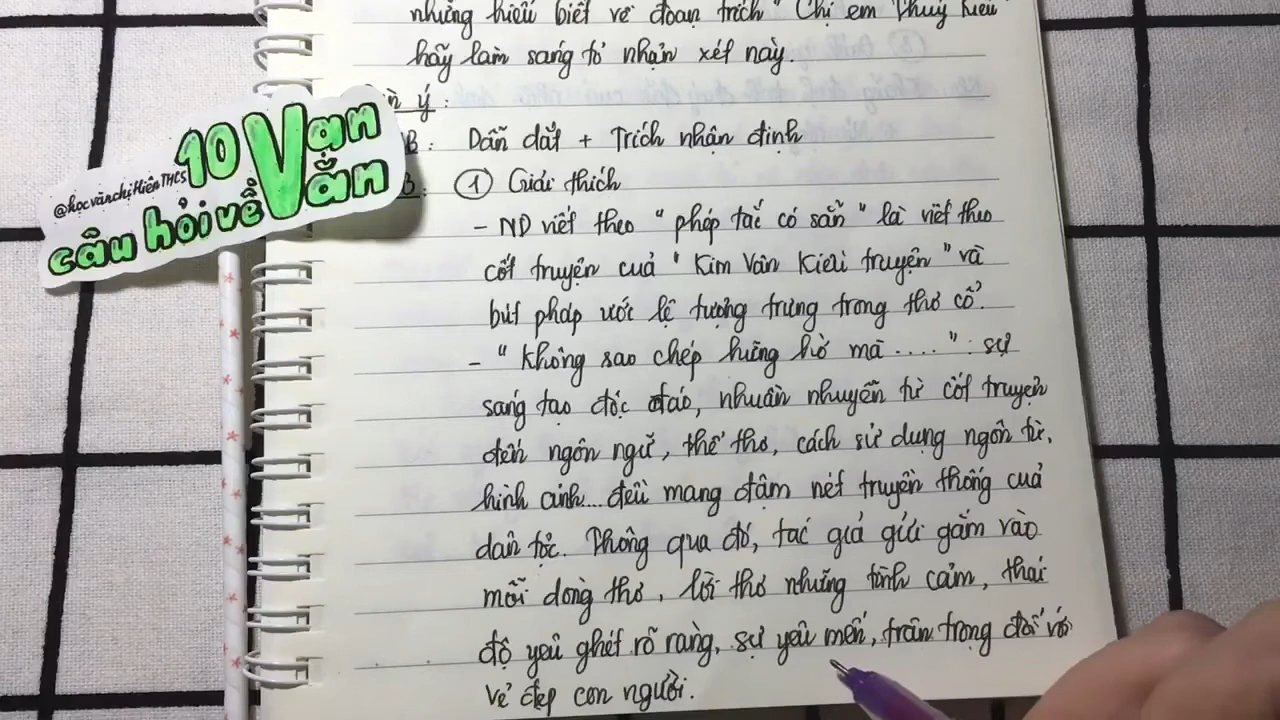 những hiểu biết về đoạn trích "Chị em Thuý Kiều"
hãy làm sáng tỏ nhận xét này.
ý:
B: Dẫn dắt + Trích nhận định
B: ① Giải thích
- ND viết theo "phép tắc có sẵn" là viết theo
cốt truyện cuả "Kim Vân Kiều truyện" và
bút pháp ước lệ tượng trưng trong thơ cổ.
- "Không sao chép hững hờ mà ....": sự
sáng tạo độc đáo, nhuần nhuyễn từ cốt truyện
đến ngôn ngữ, thể thơ, cách sử dụng ngôn từ,
hình ảnh... đều mang đậm nét truyền thống cuả
dân tộc. Thông qua đó, tác giả gửi gắm vào
mỗi dòng thơ, lời thơ những tình cảm, thái
độ yêu ghét rõ ràng, sự yêu mến, trân trọng đối với
vẻ đẹp con người.
@họcvănchịHiênTHCS
10 Vạn
câu hỏi về Văn